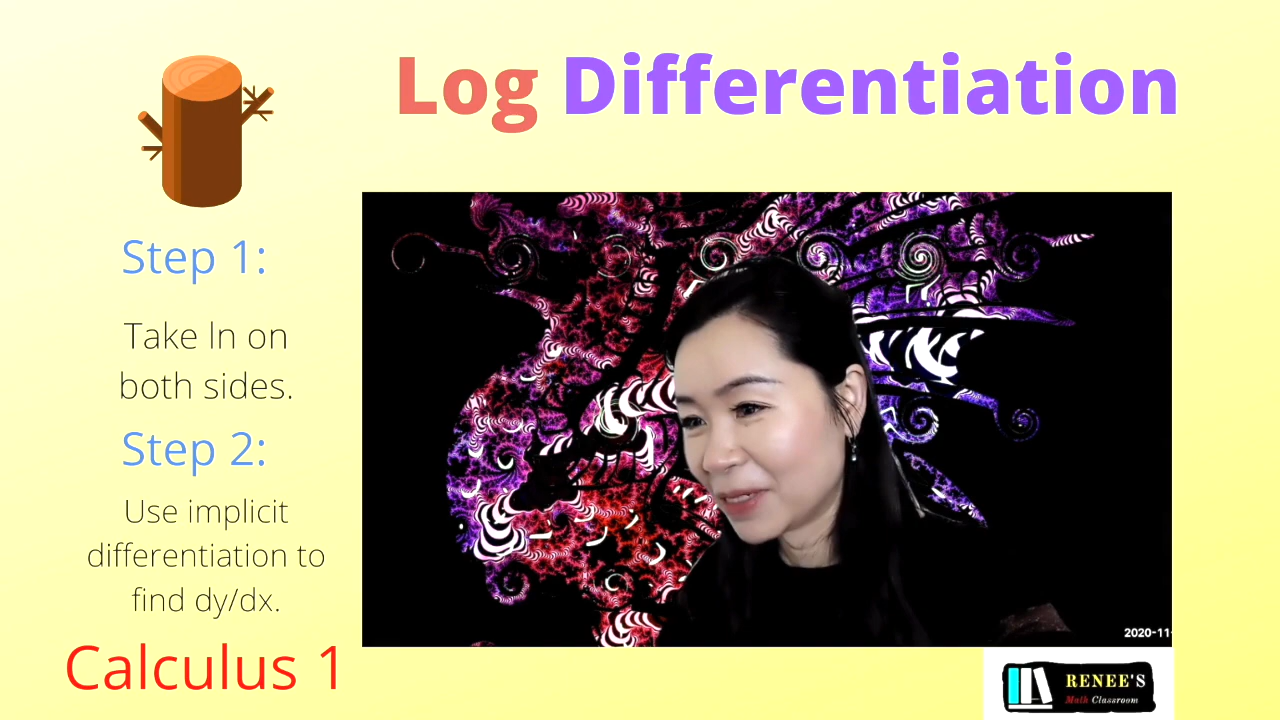 Log Differentiation
Step 1:
Take ln on
both sides.
Step 2:
Use implicit
differentiation to
find dy/dx.
Calculus 1
2020-11-
RENEE'S
Math Classroom